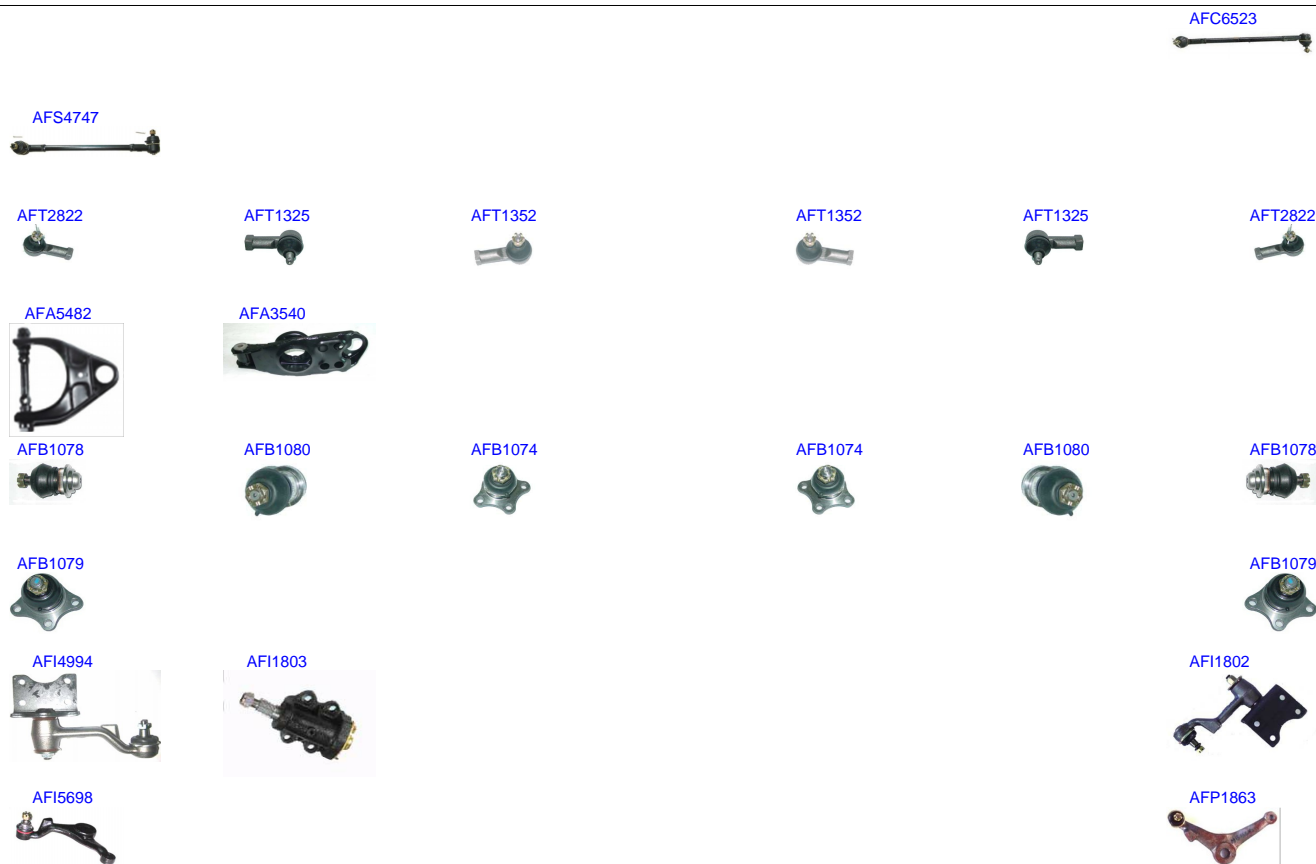 AFC6523
AFS4747
AFT2822 AFT1325 AFT1352 AFT1352 AFT1325 AFT2822
AFA5482 AFA3540
AFB1078 AFB1080 AFB1074 AFB1074 AFB1080 AFB1078
AFB1079 AFB1079
AFI4994 AFI1803 AFI1802
AFI5698 AFP1863